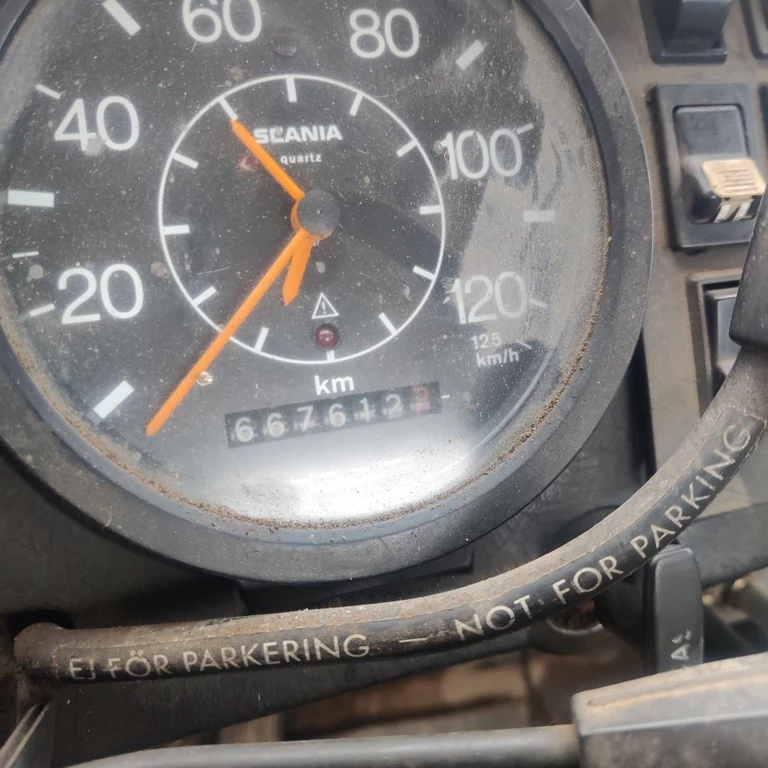 60
80
40
SCANIA
quartz
100
20
120
125
km/h
km
667612
EJ FÖR PARKERING — NOT FOR PARKING